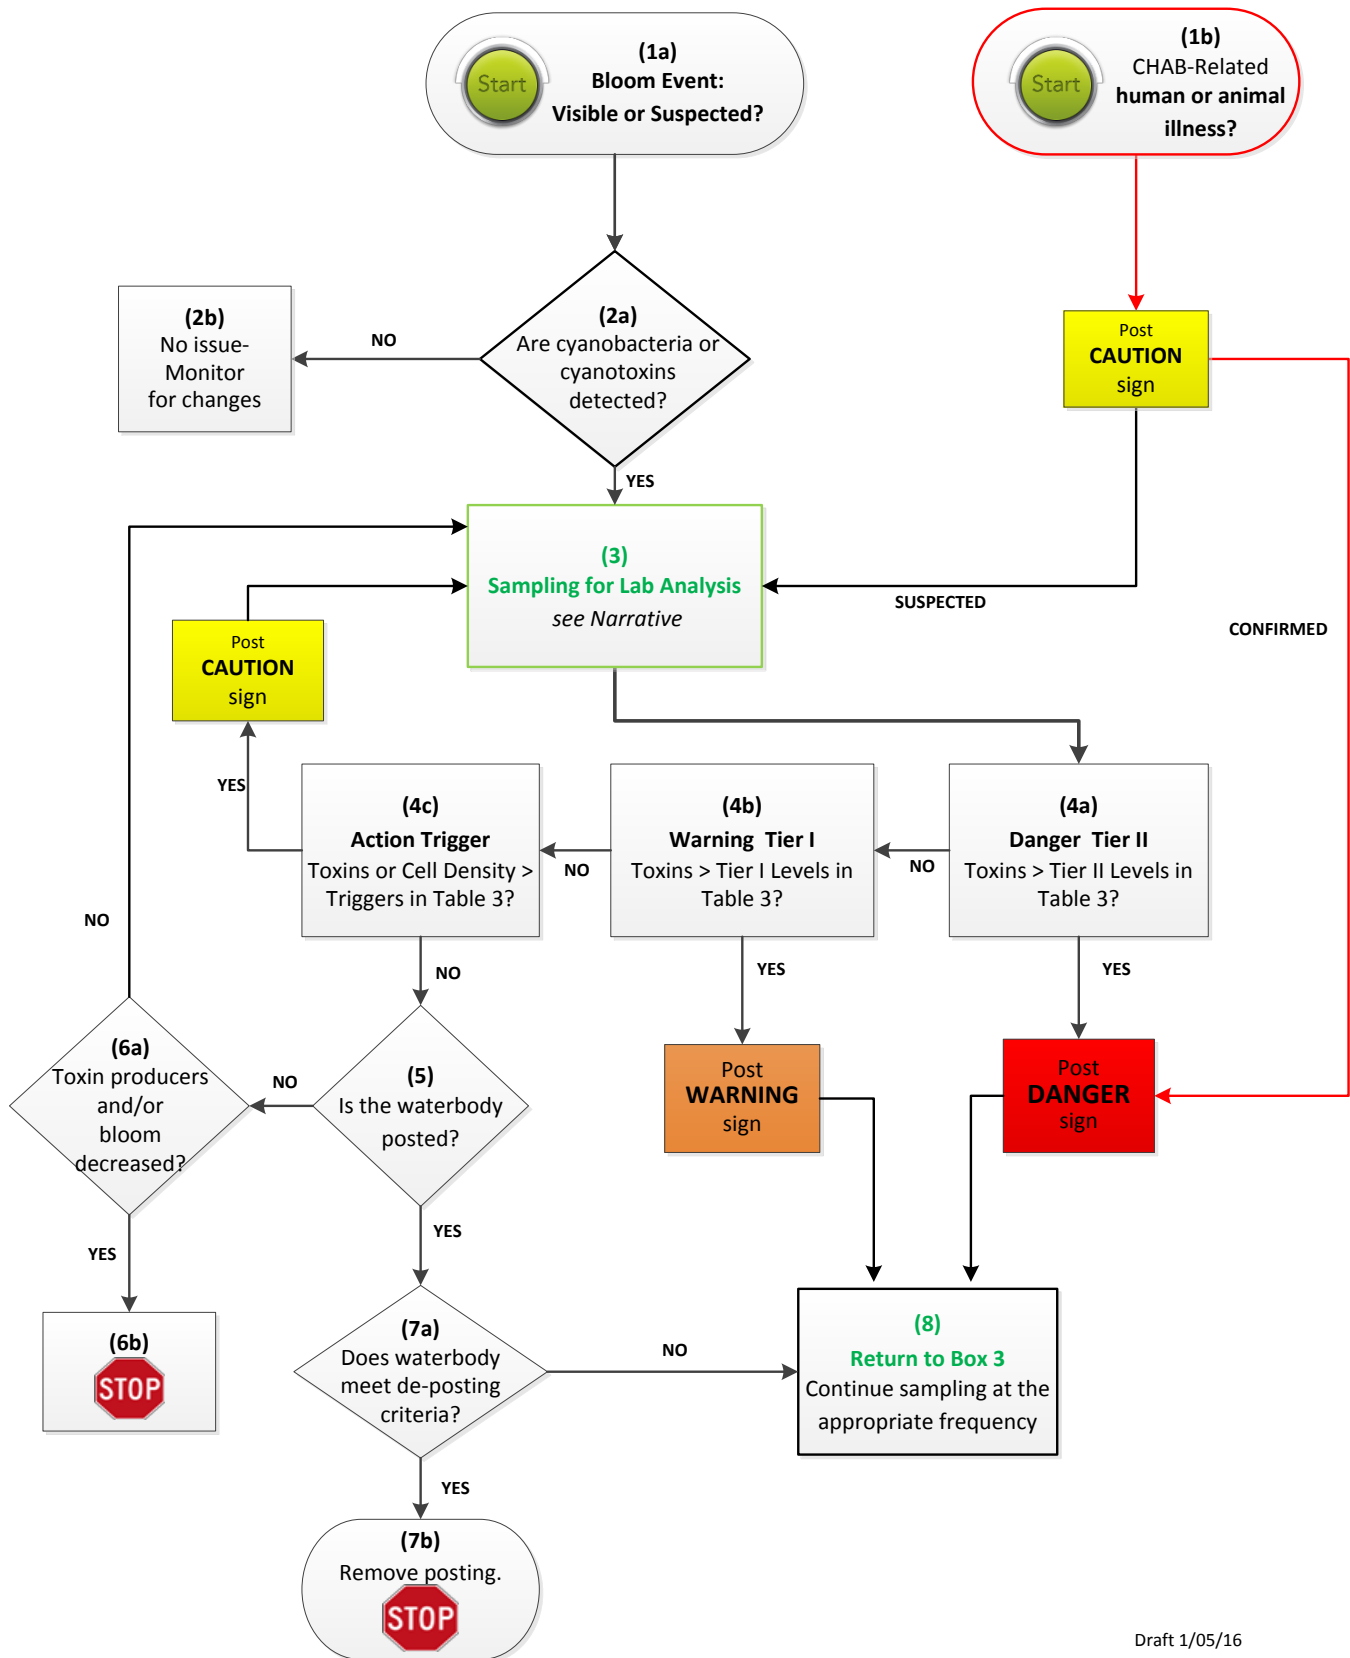 (1a)
Start
Bloom Event:
Visible or Suspected?
(1b)
Start
CHAB-Related
human or animal
illness?
(2a)
Are cyanobacteria or
cyanotoxins
detected?
NO
(2b)
No issue-
Monitor
for changes
YES
Post
CAUTION
sign
(3)
Sampling for Lab Analysis
see Narrative
SUSPECTED
CONFIRMED
Post
CAUTION
sign
YES
(4c)
Action Trigger
Toxins or Cell Density >
Triggers in Table 3?
NO
(4b)
Warning Tier I
Toxins > Tier I Levels in
Table 3?
NO
(4a)
Danger Tier II
Toxins > Tier II Levels in
Table 3?
NO
NO
YES
YES
(6a)
Toxin producers
and/or
bloom
decreased?
NO
(5)
Is the waterbody
posted?
Post
WARNING
sign
Post
DANGER
sign
YES
YES
(6b)
STOP
(7a)
Does waterbody
meet de-posting
criteria?
NO
(8)
Return to Box 3
Continue sampling at the
appropriate frequency
YES
(7b)
Remove posting.
STOP
Draft 1/05/16